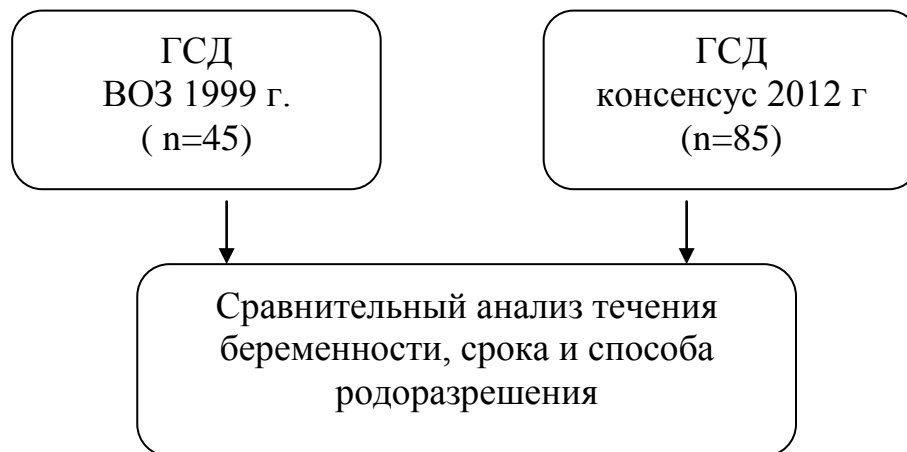 ГСД
ВОЗ 1999 г.
( n=45)
ГСД
консенсус 2012 г
(n=85)
Сравнительный анализ течения
беременности, срока и способа
родоразрешения